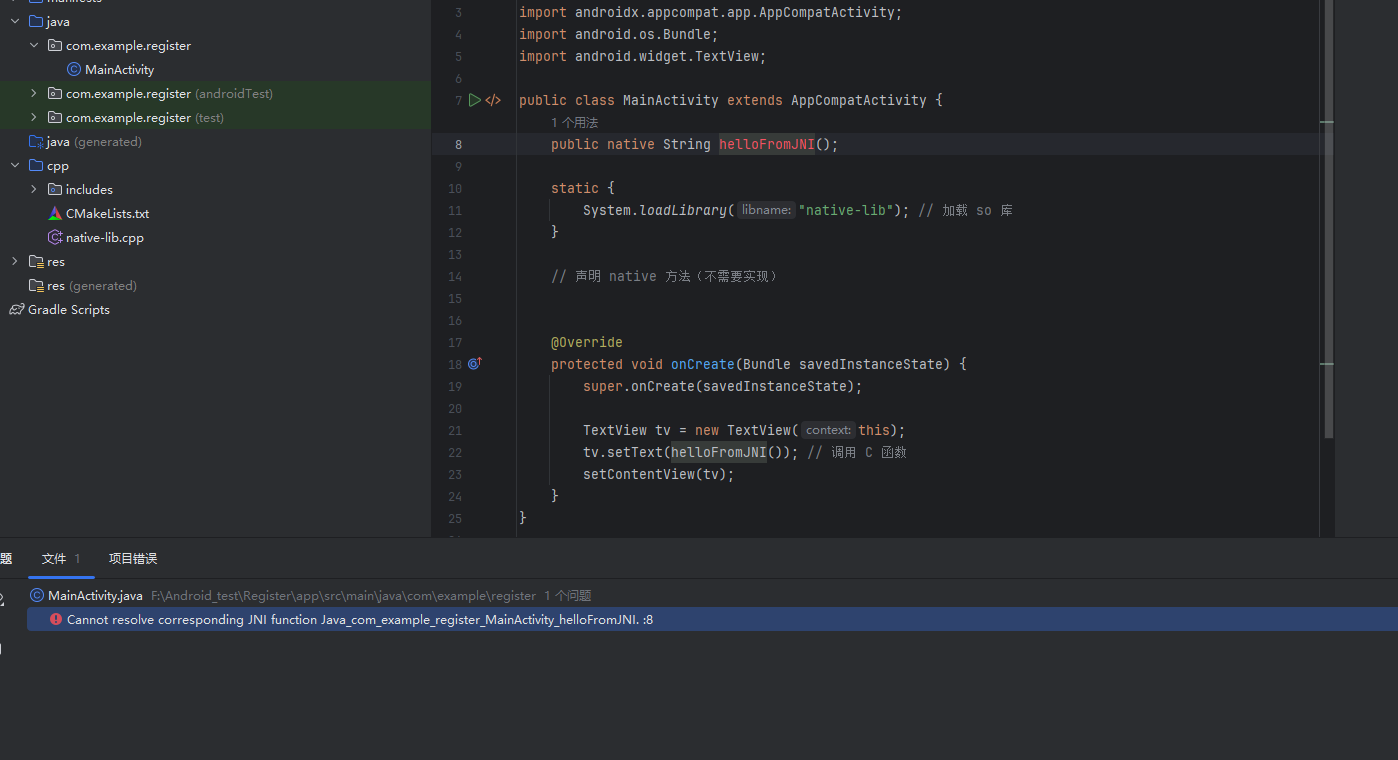 java
com.example.register
MainActivity
com.example.register (androidTest)
com.example.register (test)
java (generated)
cpp
includes
CMakeLists.txt
native-lib.cpp
res
res (generated)
Gradle Scripts
3 import androidx.appcompat.app.AppCompatActivity;
4 import android.os.Bundle;
5 import android.widget.TextView;
6
7 public class MainActivity extends AppCompatActivity {
1 个用法
8 public native String helloFromJNI();
9
10 static {
11 System.loadLibrary( libname: "native-lib"); // 加载 so 库
12 }
13
14 // 声明 native 方法（不需要实现）
15
16
17 @Override
18 protected void onCreate(Bundle savedInstanceState) {
19 super.onCreate(savedInstanceState);
20
21 TextView tv = new TextView( context: this);
22 tv.setText(helloFromJNI()); // 调用 C 函数
23 setContentView(tv);
24 }
25 }
题 文件 1 项目错误
MainActivity.java F:\Android_test\Register\app\src\main\java\com\example\register 1 个问题
Cannot resolve corresponding JNI function Java_com_example_register_MainActivity_helloFromJNI. :8